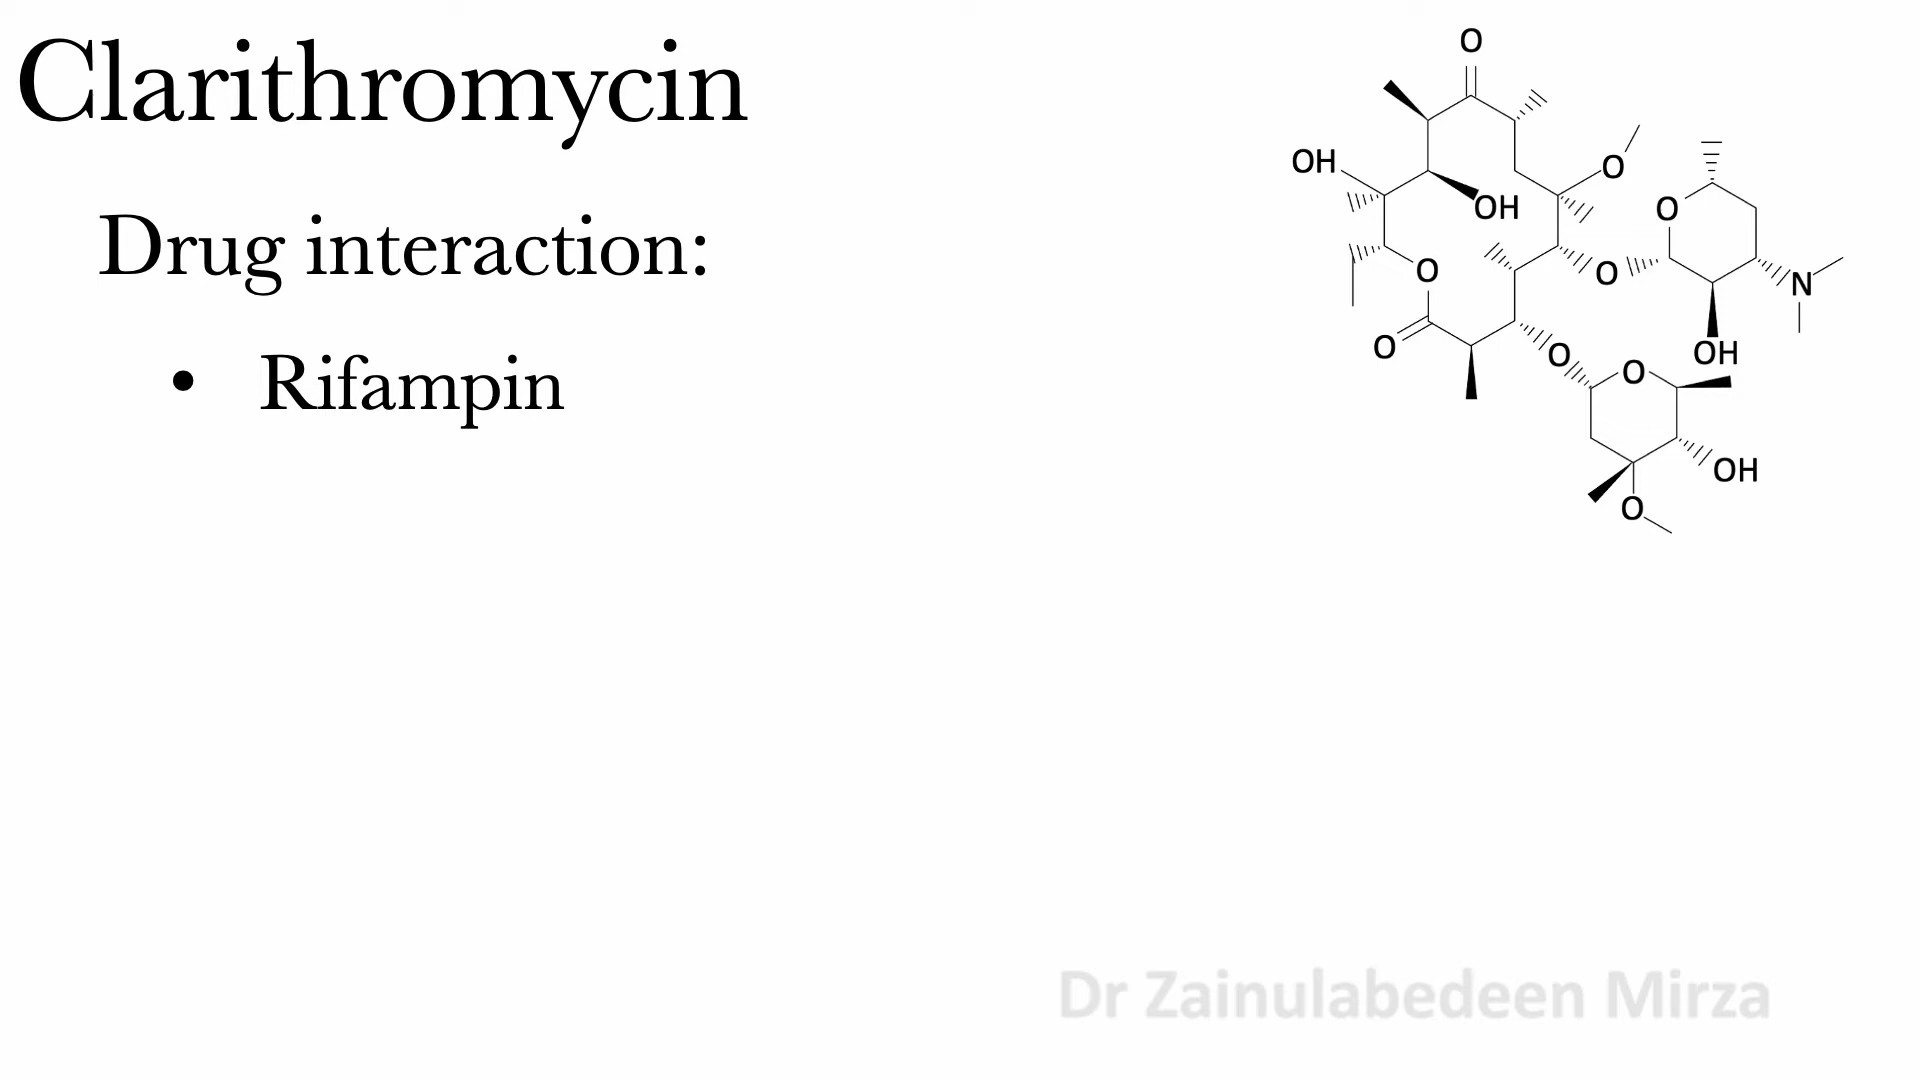 Clarithromycin
Drug interaction:
• Rifampin
O
OH
O
OH
O
O
O
N
O
O
O
OH
O
OH
O
Dr Zainulabedeen Mirza